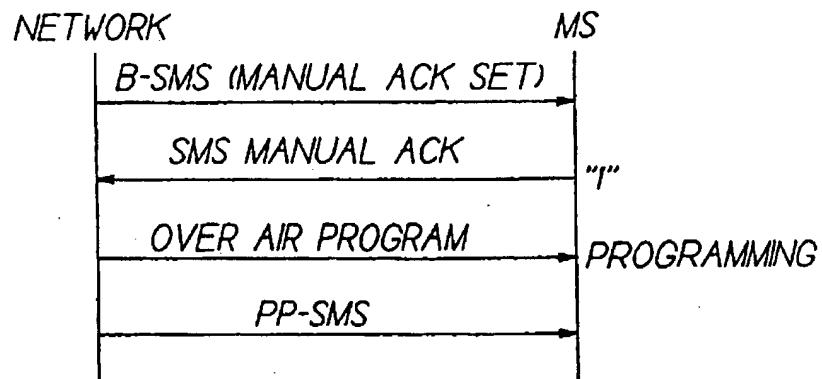 NETWORK MS
B-SMS (MANUAL ACK SET)
SMS MANUAL ACK
"1"
OVER AIR PROGRAM
PROGRAMMING
PP-SMS